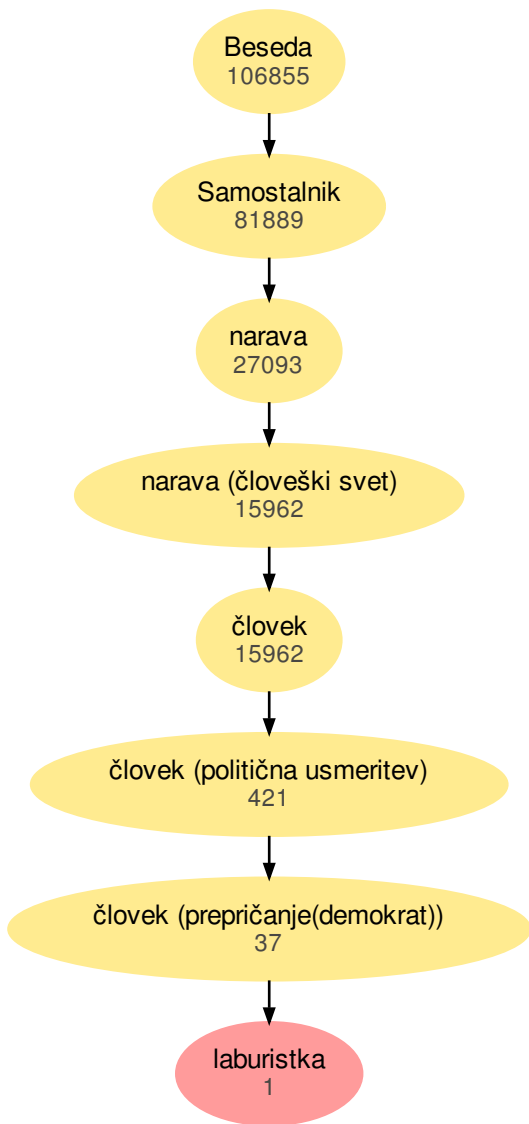 Beseda
106855
Samostalnik
81889
narava
27093
narava (človeški svet)
15962
človek
15962
človek (politična usmeritev)
421
človek (prepričanje(demokrat))
37
laburistka
1